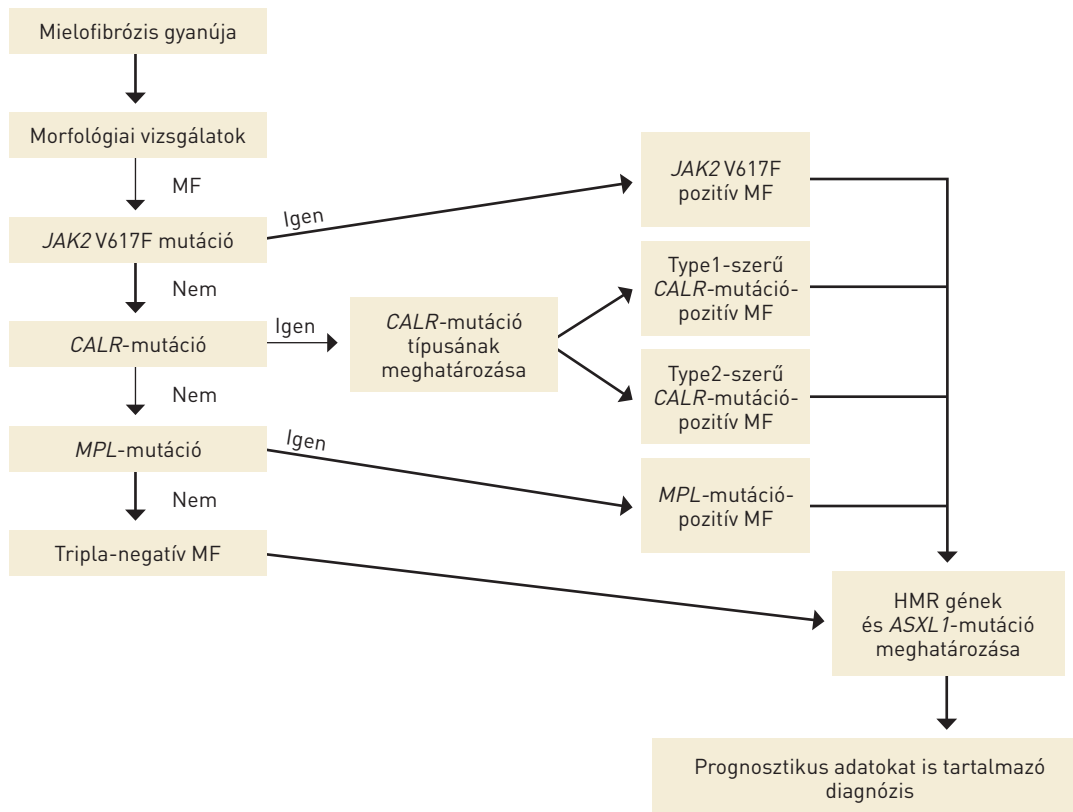 Mielofibrózis gyanúja
Morfológiai vizsgálatok
MF
JAK2 V617F mutáció
Igen
JAK2 V617F
pozitív MF
Nem
CALR-mutáció
Igen
CALR-mutáció
típusának
meghatározása
Type1-szerű
CALR-mutáció-
pozitív MF
Type2-szerű
CALR-mutáció-
pozitív MF
Nem
MPL-mutáció
Igen
MPL-mutáció-
pozitív MF
Nem
Tripla-negatív MF
HMR gének
és ASXL1-mutáció
meghatározása
Prognosztikus adatokat is tartalmazó
diagnózis